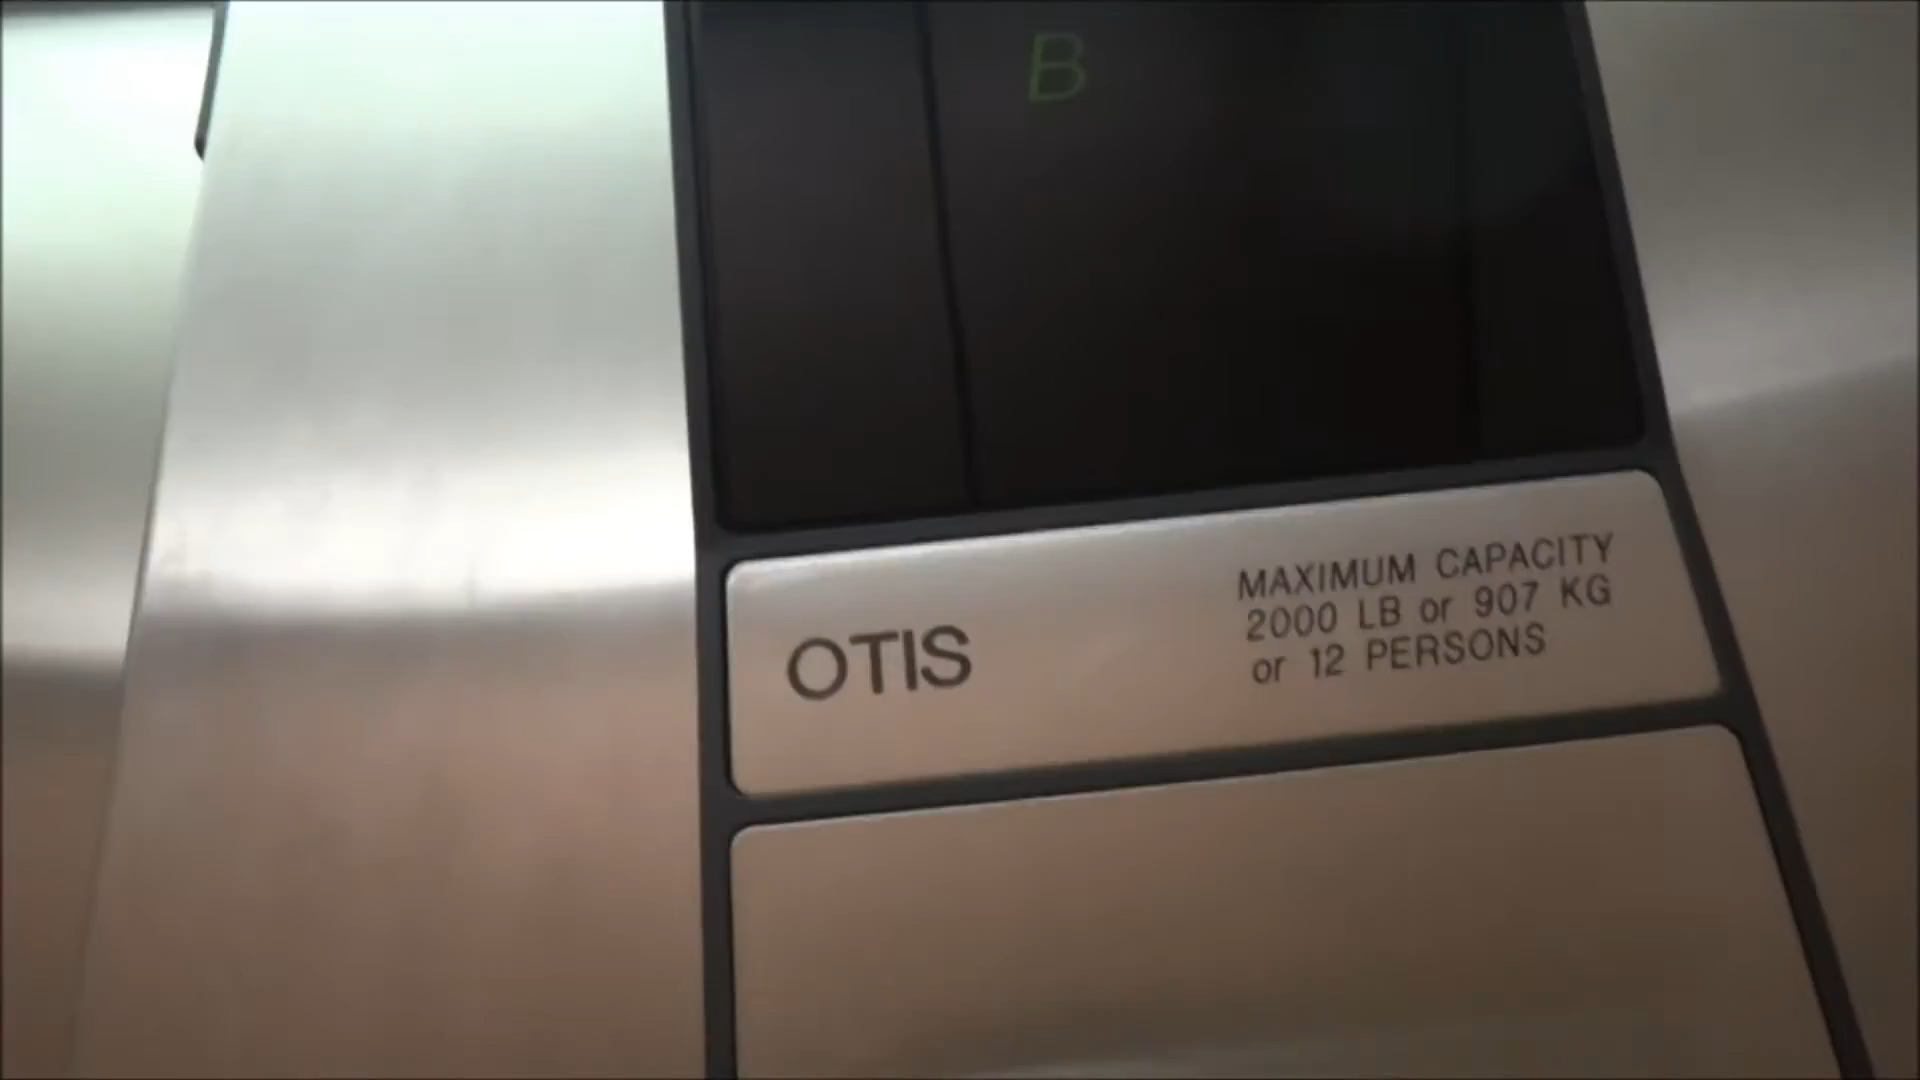 B
OTIS
MAXIMUM CAPACITY
2000 LB or 907 KG
or 12 PERSONS